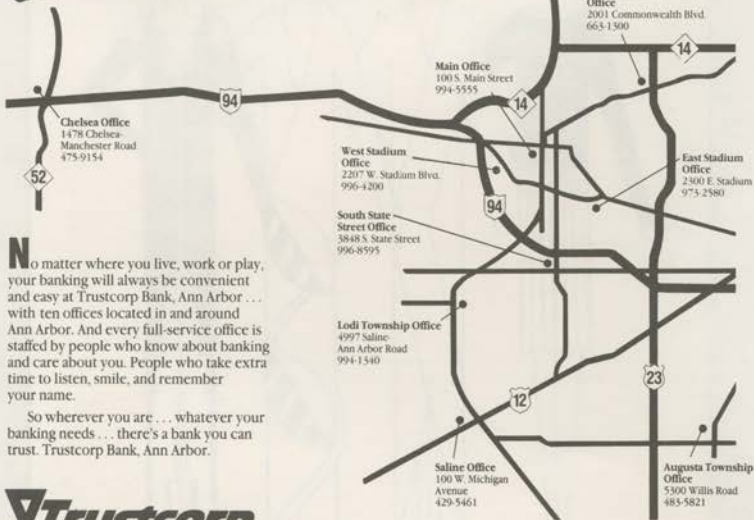 Office
2001 Commonwealth Blvd.
663-1300
14
Main Office
100 S. Main Street
994-5555
94
14
Chelsea Office
1478 Chelsea-
Manchester Road
475-9154
52
West Stadium
Office
2207 W. Stadium Blvd.
996-4200
East Stadium
Office
2300 E. Stadium
973-2580
94
South State
Street Office
3848 S. State Street
996-8595
No matter where you live, work or play,
your banking will always be convenient
and easy at Trustcorp Bank, Ann Arbor . . .
with ten offices located in and around
Ann Arbor. And every full-service office is
staffed by people who know about banking
and care about you. People who take extra
time to listen, smile, and remember
your name.
So wherever you are . . . whatever your
banking needs . . . there's a bank you can
trust. Trustcorp Bank, Ann Arbor.
Lodi Township Office
4997 Saline-
Ann Arbor Road
994-1340
12
23
Saline Office
100 W. Michigan
Avenue
429-5461
Augusta Township
Office
5300 Willis Road
483-5821
Trustcorp